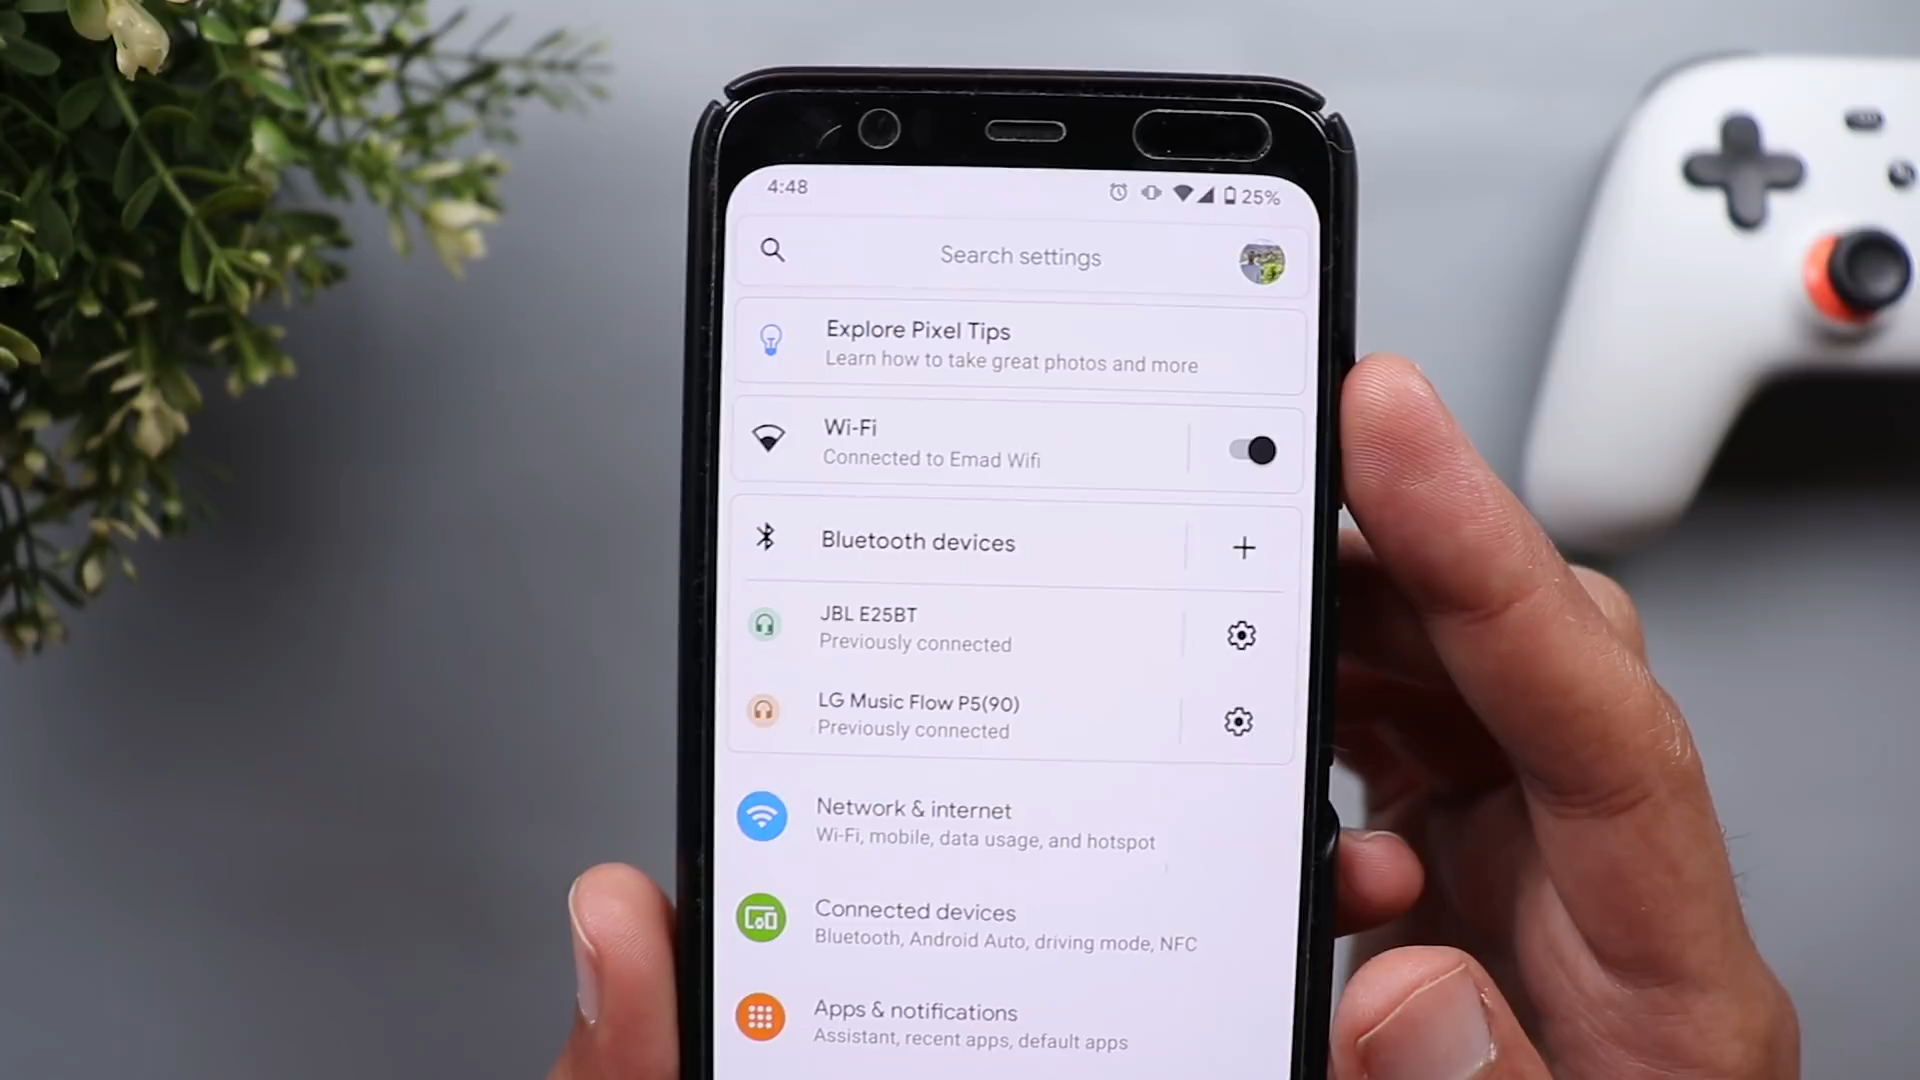 4:48
25%
Search settings
Explore Pixel Tips
Learn how to take great photos and more
Wi-Fi
Connected to Emad Wifi
Bluetooth devices
JBL E25BT
Previously connected
LG Music Flow P5(90)
Previously connected
Network & internet
Wi-Fi, mobile, data usage, and hotspot
Connected devices
Bluetooth, Android Auto, driving mode, NFC
Apps & notifications
Assistant, recent apps, default apps